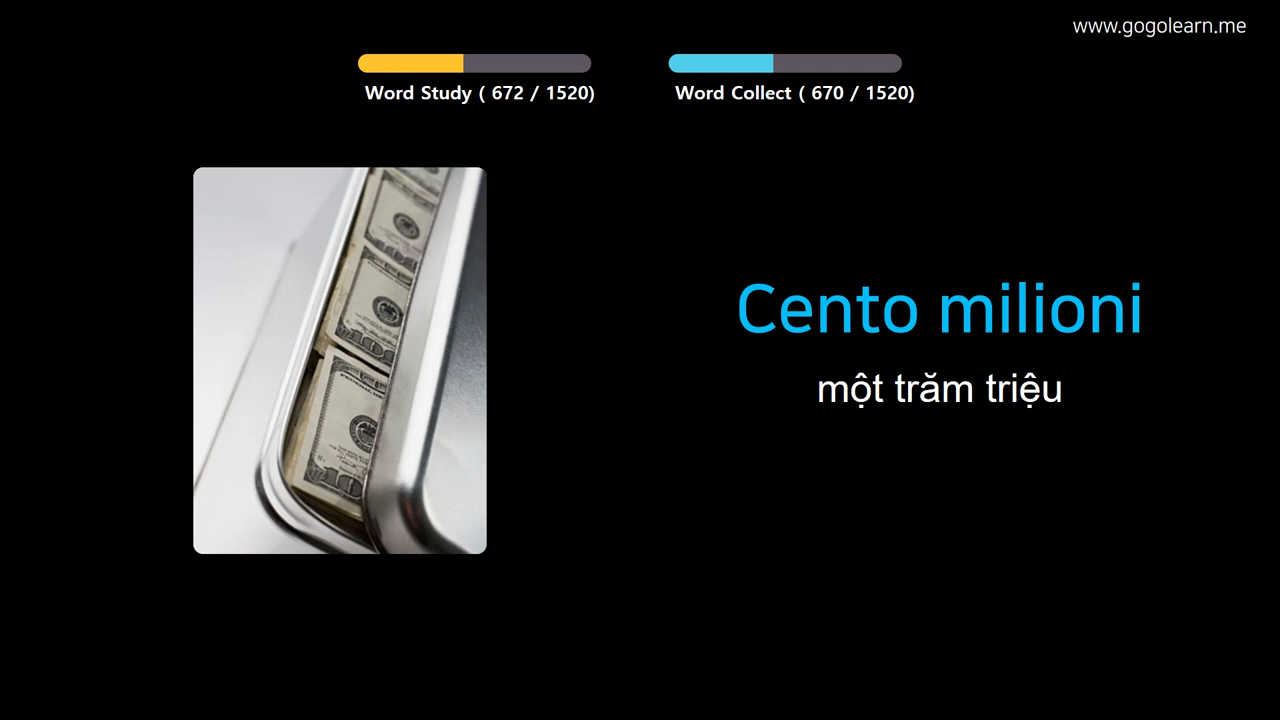 www.gogolearn.me
Word Study ( 672 / 1520)
Word Collect ( 670 / 1520)
Cento milioni
một trăm triệu